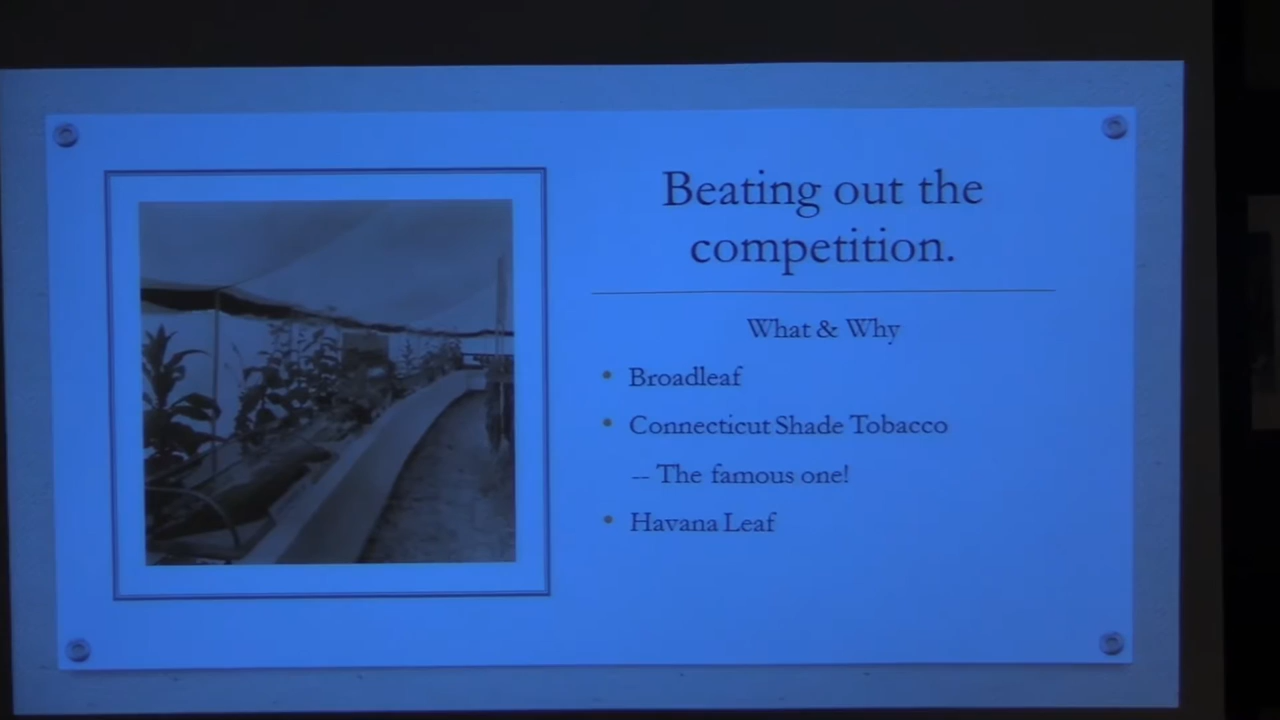 Beating out the
competition.
What & Why
• Broadleaf
• Connecticut Shade Tobacco
-- The famous one!
• Havana Leaf